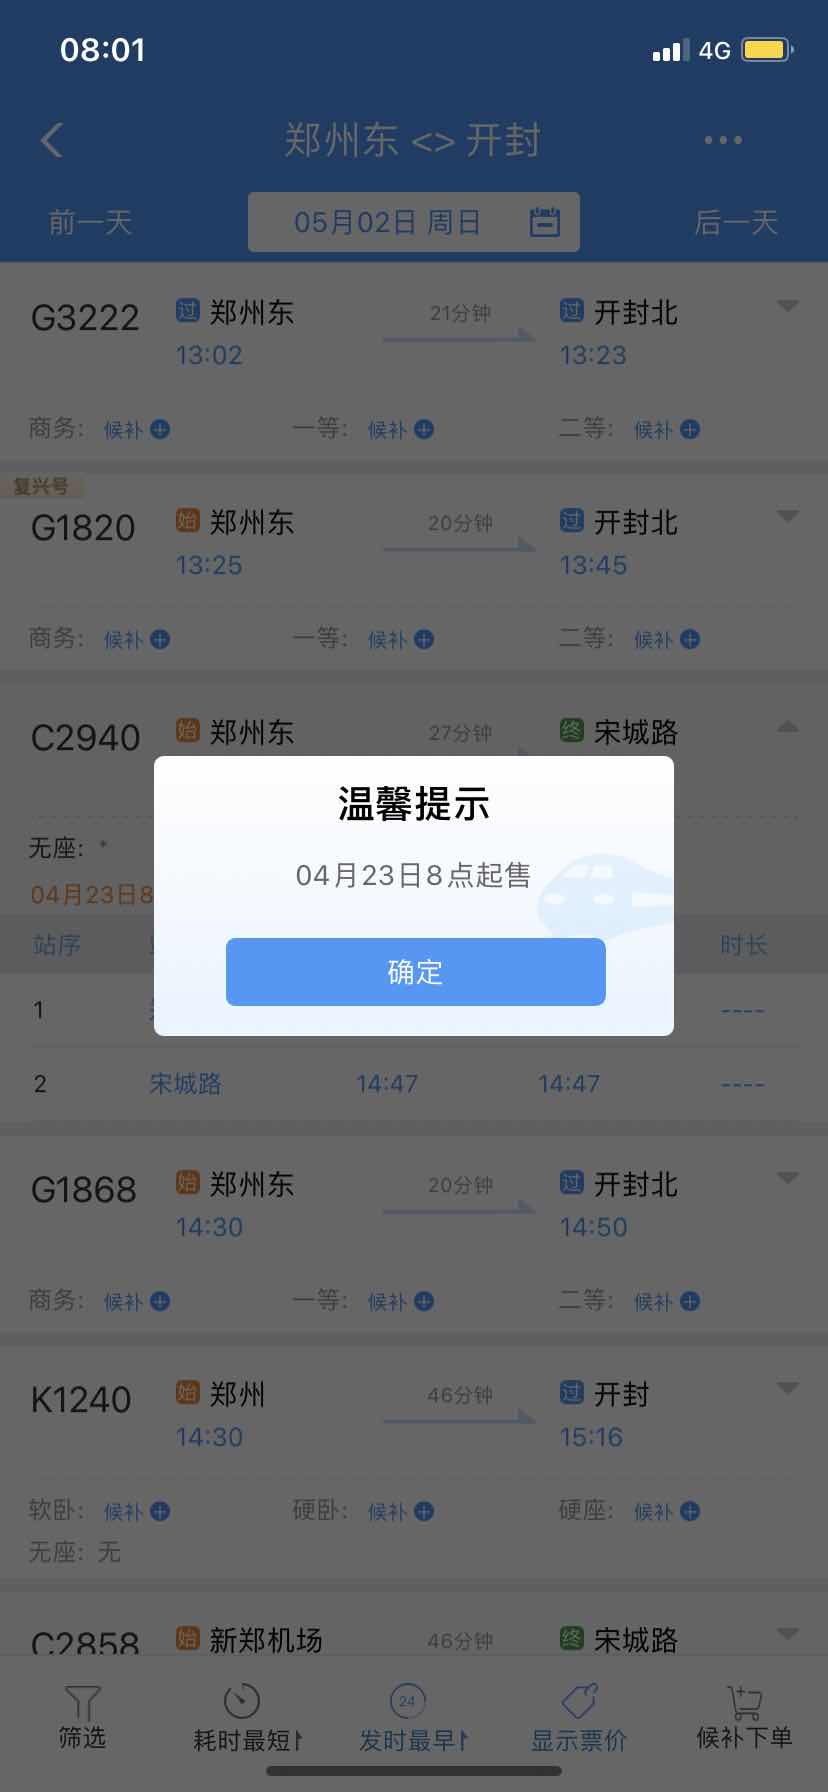 08:01 4G
郑州东 <> 开封
前一天 05月02日 周日 后一天
G3222 过 郑州东 21分钟 过 开封北
13:02 13:23
商务: 候补 一等: 候补 二等: 候补
复兴号
G1820 始 郑州东 20分钟 过 开封北
13:25 13:45
商务: 候补 一等: 候补 二等: 候补
C2940 始 郑州东 27分钟 终 宋城路
温馨提示
无座: *
04月23日8点起售
04月23日8
站序 时长
确定
1 ----
2 宋城路 14:47 14:47 ----
G1868 始 郑州东 20分钟 过 开封北
14:30 14:50
商务: 候补 一等: 候补 二等: 候补
K1240 始 郑州 46分钟 过 开封
14:30 15:16
软卧: 候补 硬卧: 候补 硬座: 候补
无座: 无
C2858 始 新郑机场 46分钟 终 宋城路
24
筛选 耗时最短 发时最早 显示票价 候补下单